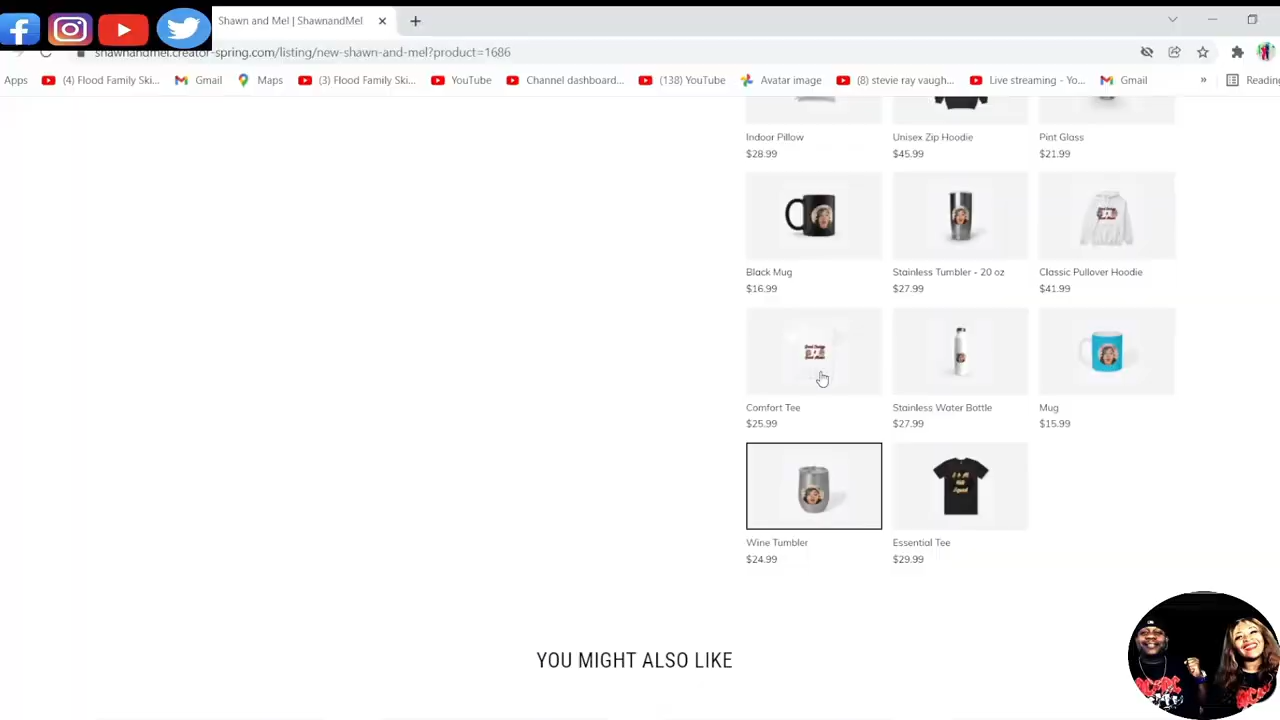 Shawn and Mel | ShawnandMel
shawnandmel.creator-spring.com/listing/new-shawn-and-mel?product=1686
Apps (4) Flood Family Ski... Gmail Maps (3) Flood Family Ski... YouTube Channel dashboard... (138) YouTube Avatar image (8) stevie ray vaugh... Live streaming - Yo... Gmail » Reading
Indoor Pillow Unisex Zip Hoodie Pint Glass
$28.99 $45.99 $21.99
Black Mug Stainless Tumbler - 20 oz Classic Pullover Hoodie
$16.99 $27.99 $41.99
Comfort Tee Stainless Water Bottle Mug
$25.99 $27.99 $15.99
Wine Tumbler Essential Tee
$24.99 $29.99
YOU MIGHT ALSO LIKE